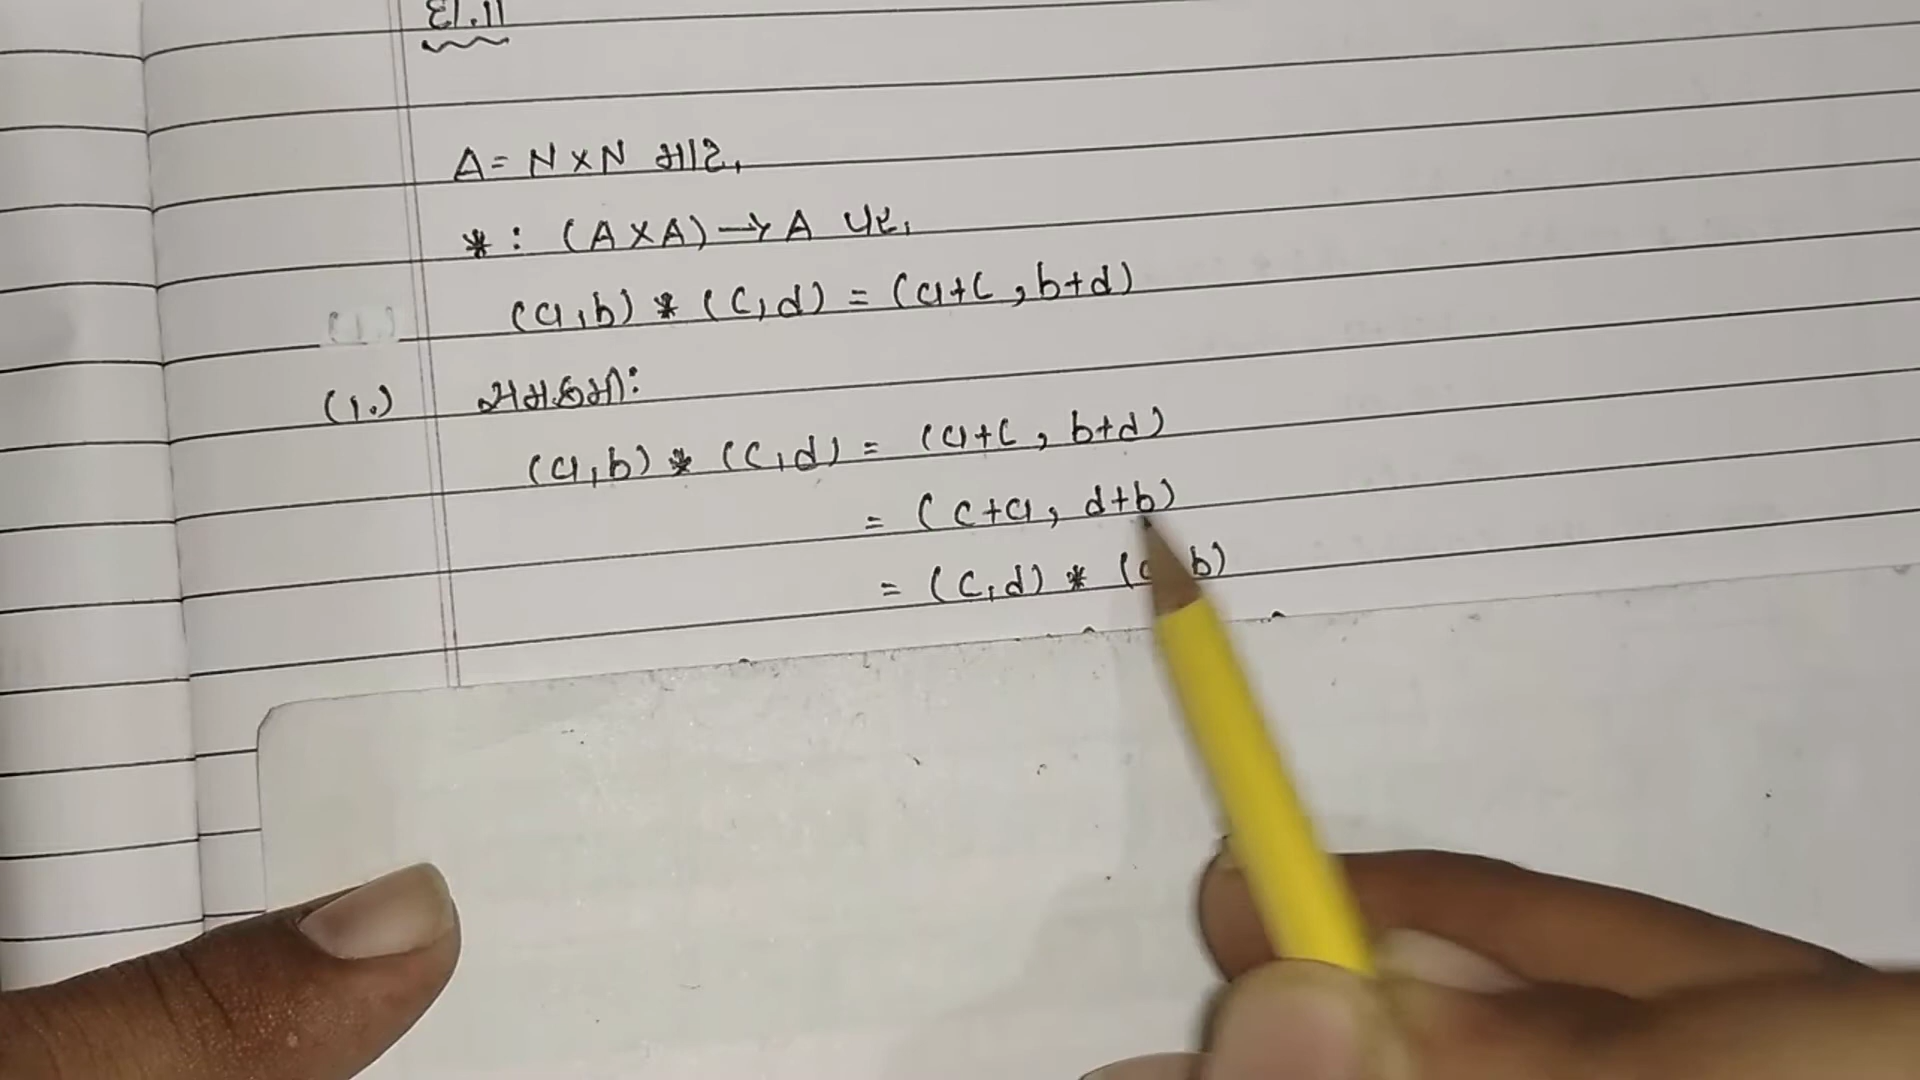 દા.11
A = N × N માટે,
* : (A × A) → A પર,
(a, b) * (c, d) = (a+c, b+d)
(1.) સમક્રમી:
(a, b) * (c, d) = (a+c, b+d)
= (c+a, d+b)
= (c, d) * ( b)